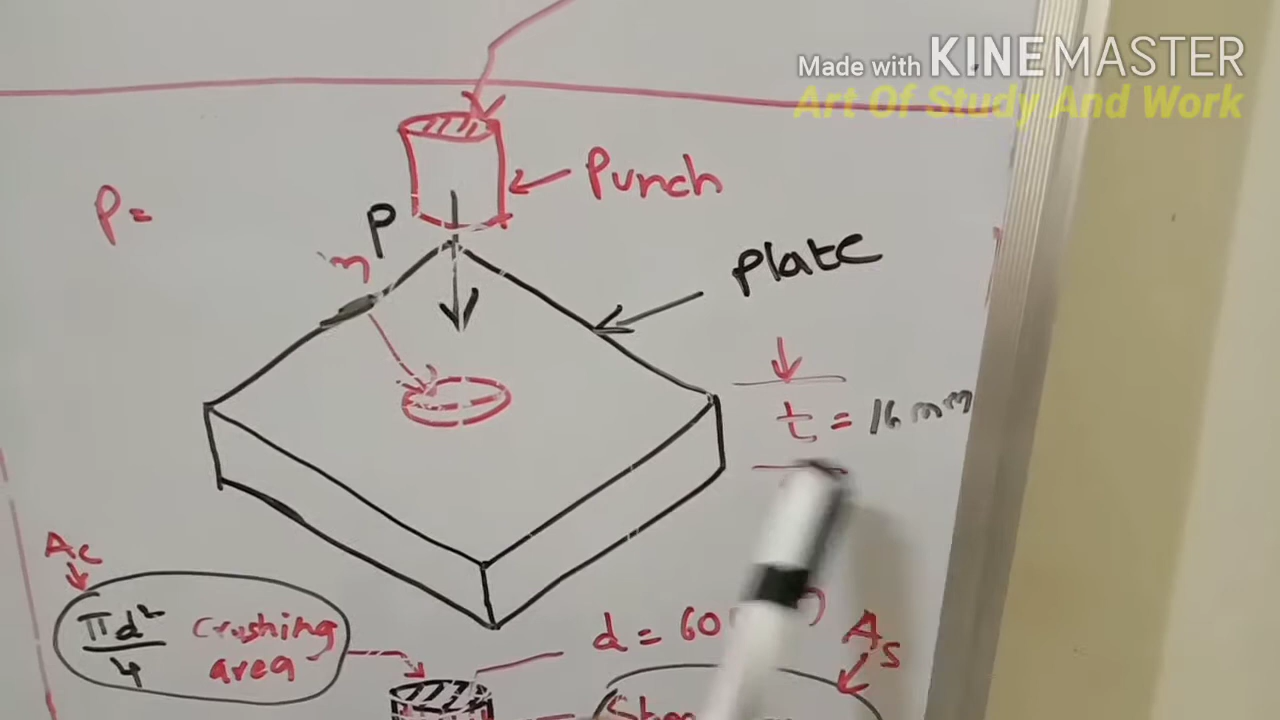 Made with KINEMASTER
Art Of Study And Work
Punch
P =
P
Plate
t = 16 mm
Ac
πd²/4 Crushing
area
d = 60
As